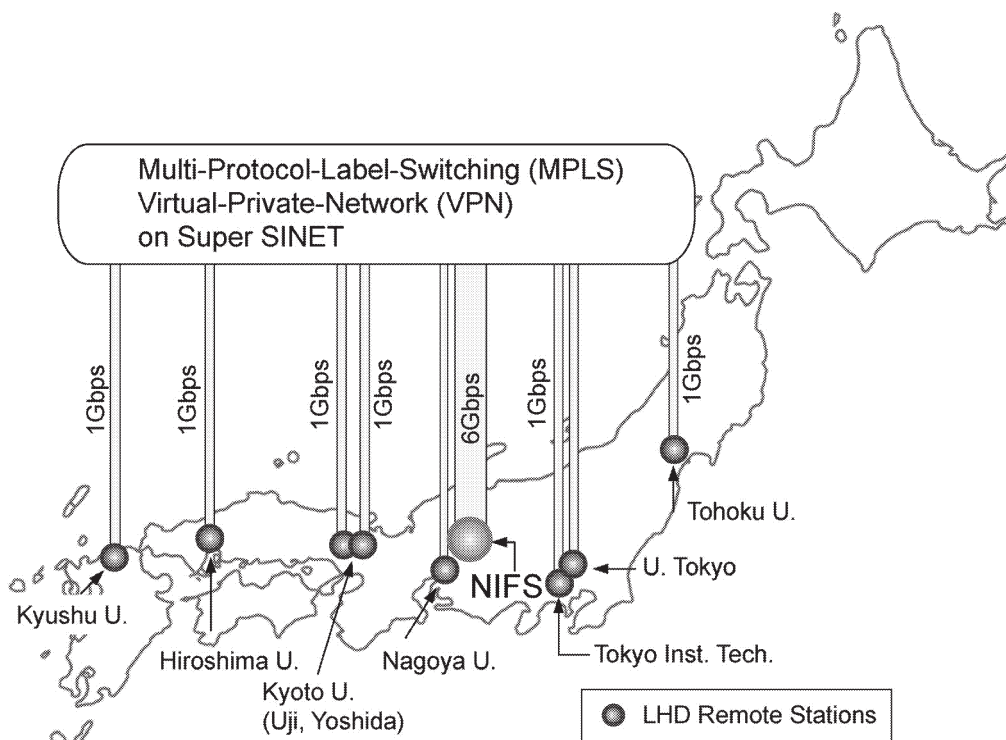 Multi-Protocol-Label-Switching (MPLS)
Virtual-Private-Network (VPN)
on Super SINET
1Gbps
1Gbps
1Gbps
1Gbps
6Gbps
1Gbps
1Gbps
Kyushu U.
Hiroshima U.
Kyoto U.
(Uji, Yoshida)
Nagoya U.
NIFS
Tohoku U.
U. Tokyo
Tokyo Inst. Tech.
LHD Remote Stations